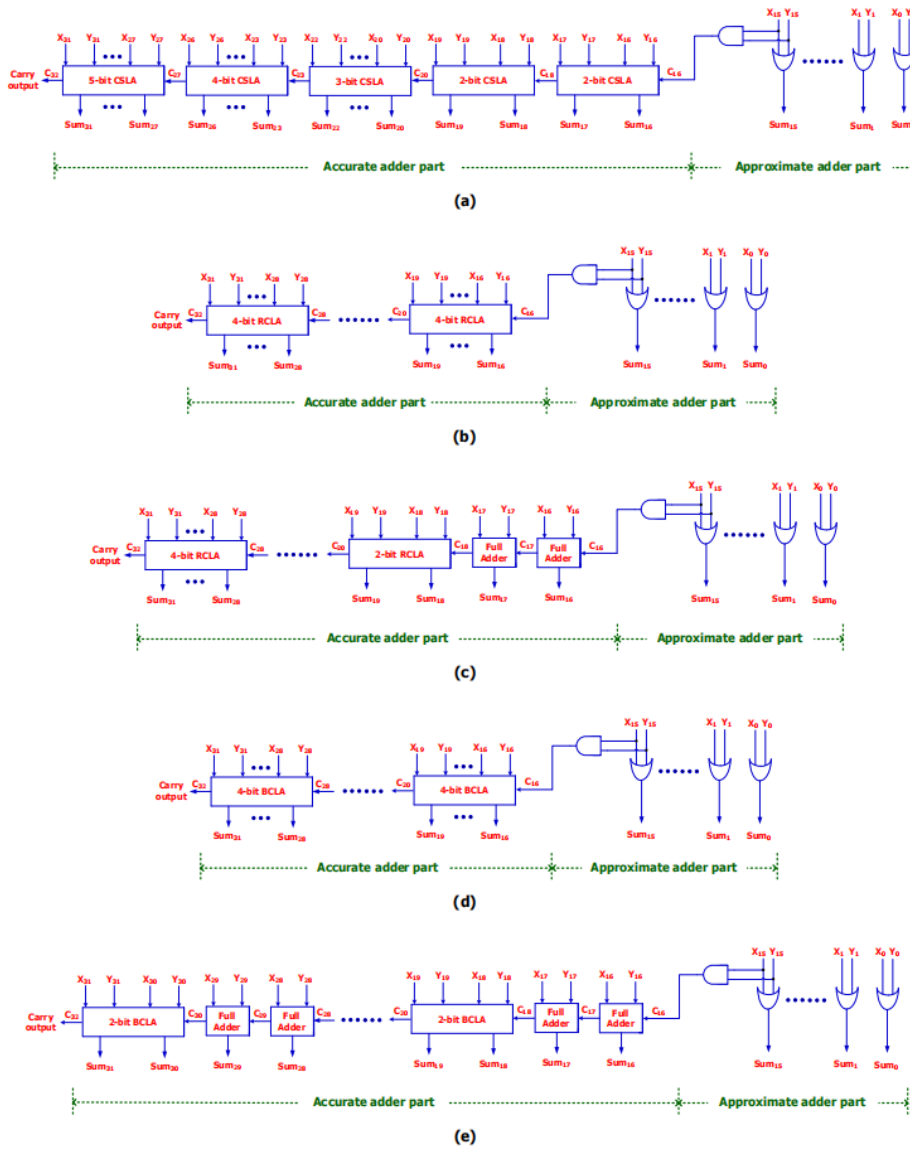 X₁₅ Y₁₅ X₁ Y₁ X₀ Y
X₃₁ Y₃₁ X₂₇ Y₂₇ X₂₆ Y₂₆ X₂₃ Y₂₃ X₂₂ Y₂₂ X₂₀ Y₂₀ X₁₉ Y₁₉ X₁₈ Y₁₈ X₁₇ Y₁₇ X₁₆ Y₁₆
Carry output C₃₂ 5-bit CSLA C₂₇ 4-bit CSLA C₂₃ 3-bit CSLA C₂₀ 2-bit CSLA C₁₈ 2-bit CSLA C₁₆
Sum₃₁ Sum₂₇ Sum₂₆ Sum₂₃ Sum₂₂ Sum₂₀ Sum₁₉ Sum₁₈ Sum₁₇ Sum₁₆ Sum₁₅ Sum₁ Sum
Accurate adder part Approximate adder part
(a)
X₁₅ Y₁₅ X₁ Y₁ X₀ Y₀
X₃₁ Y₃₁ X₂₈ Y₂₈ X₁₉ Y₁₉ X₁₆ Y₁₆
Carry output C₃₂ 4-bit RCLA C₂₈ C₂₀ 4-bit RCLA C₁₆
Sum₃₁ Sum₂₈ Sum₁₉ Sum₁₆ Sum₁₅ Sum₁ Sum₀
Accurate adder part Approximate adder part
(b)
X₁₅ Y₁₅ X₁ Y₁ X₀ Y₀
X₃₁ Y₃₁ X₂₈ Y₂₈ X₁₉ Y₁₉ X₁₈ Y₁₈ X₁₇ Y₁₇ X₁₆ Y₁₆
Carry output C₃₂ 4-bit RCLA C₂₈ C₂₀ 2-bit RCLA C₁₈ Full Adder C₁₇ Full Adder C₁₆
Sum₃₁ Sum₂₈ Sum₁₉ Sum₁₈ Sum₁₇ Sum₁₆ Sum₁₅ Sum₁ Sum₀
Accurate adder part Approximate adder part
(c)
X₁₅ Y₁₅ X₁ Y₁ X₀ Y₀
X₃₁ Y₃₁ X₂₈ Y₂₈ X₁₉ Y₁₉ X₁₆ Y₁₆
Carry output C₃₂ 4-bit BCLA C₂₈ C₂₀ 4-bit BCLA C₁₆
Sum₃₁ Sum₂₈ Sum₁₉ Sum₁₆ Sum₁₅ Sum₁ Sum₀
Accurate adder part Approximate adder part
(d)
X₁₅ Y₁₅ X₁ Y₁ X₀ Y₀
X₃₁ Y₃₁ X₃₀ Y₃₀ X₂₉ Y₂₉ X₂₈ Y₂₈ X₁₉ Y₁₉ X₁₈ Y₁₈ X₁₇ Y₁₇ X₁₆ Y₁₆
Carry output C₃₂ 2-bit BCLA C₃₀ Full Adder C₂₉ Full Adder C₂₈ C₂₀ 2-bit BCLA C₁₈ Full Adder C₁₇ Full Adder C₁₆
Sum₃₁ Sum₃₀ Sum₂₉ Sum₂₈ Sum₁₉ Sum₁₈ Sum₁₇ Sum₁₆ Sum₁₅ Sum₁ Sum₀
Accurate adder part Approximate adder part
(e)